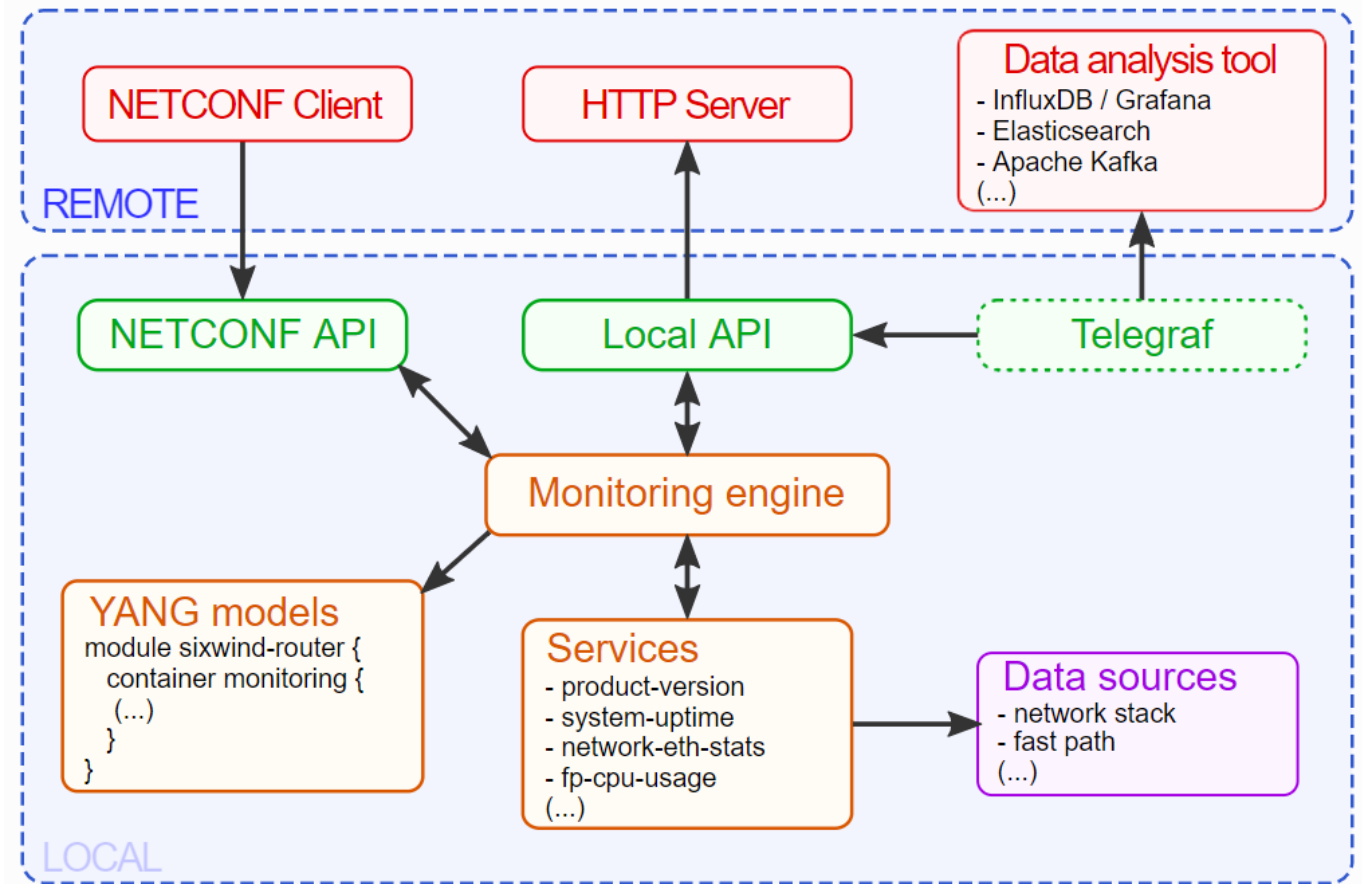 NETCONF Client
HTTP Server
Data analysis tool
- InfluxDB / Grafana
- Elasticsearch
- Apache Kafka
(...)
REMOTE
NETCONF API
Local API
Telegraf
Monitoring engine
YANG models
module sixwind-router {
container monitoring {
(...)
}
}
Services
- product-version
- system-uptime
- network-eth-stats
- fp-cpu-usage
(...)
Data sources
- network stack
- fast path
(...)
LOCAL